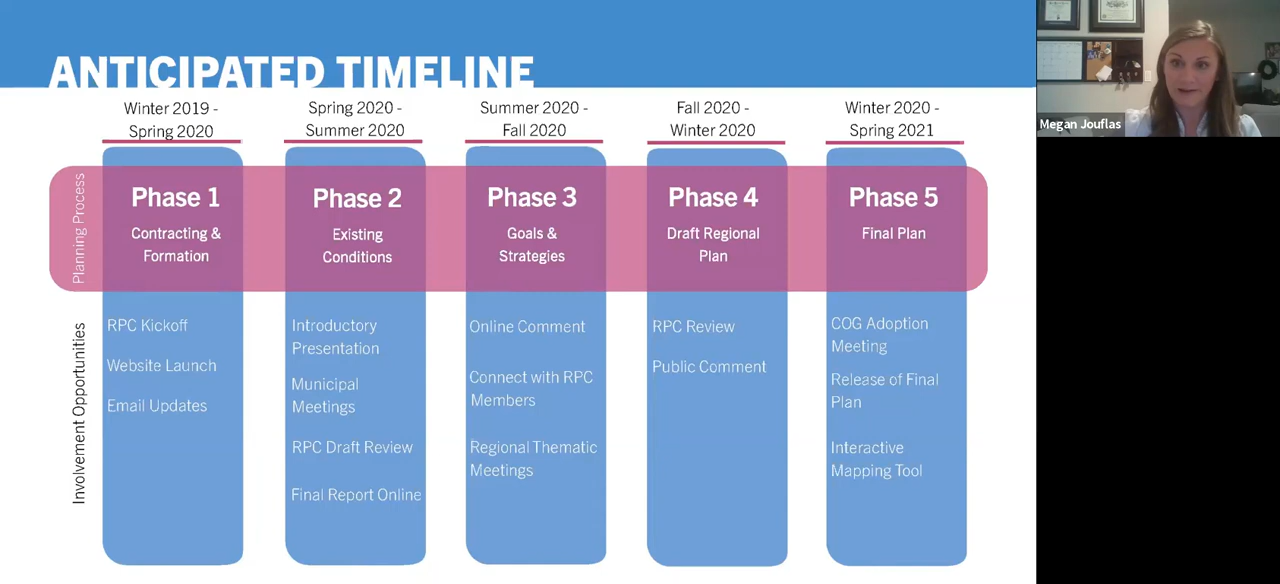 ANTICIPATED TIMELINE
Winter 2019 -
Spring 2020
Spring 2020 -
Summer 2020
Summer 2020 -
Fall 2020
Fall 2020 -
Winter 2020
Winter 2020 -
Spring 2021
Planning Process
Phase 1
Contracting &
Formation
Phase 2
Existing
Conditions
Phase 3
Goals &
Strategies
Phase 4
Draft Regional
Plan
Phase 5
Final Plan
Involvement Opportunities
RPC Kickoff
Website Launch
Email Updates
Introductory
Presentation
Municipal
Meetings
RPC Draft Review
Final Report Online
Online Comment
Connect with RPC
Members
Regional Thematic
Meetings
RPC Review
Public Comment
COG Adoption
Meeting
Release of Final
Plan
Interactive
Mapping Tool
Megan Jouflas